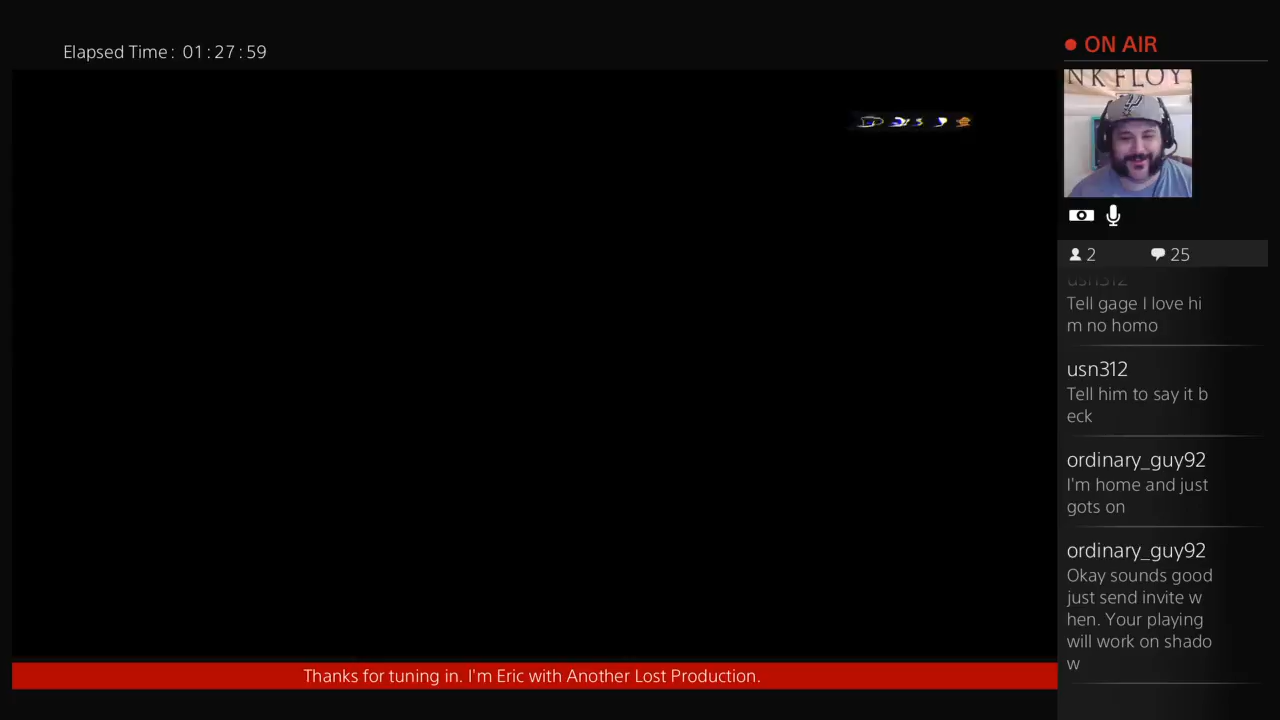 Elapsed Time: 01:27:59
ON AIR
NK FLOY
2
25
usn312
Tell gage I love hi
m no homo
usn312
Tell him to say it b
eck
ordinary_guy92
I'm home and just
gots on
ordinary_guy92
Okay sounds good
just send invite w
hen. Your playing
will work on shado
w
Thanks for tuning in. I'm Eric with Another Lost Production.